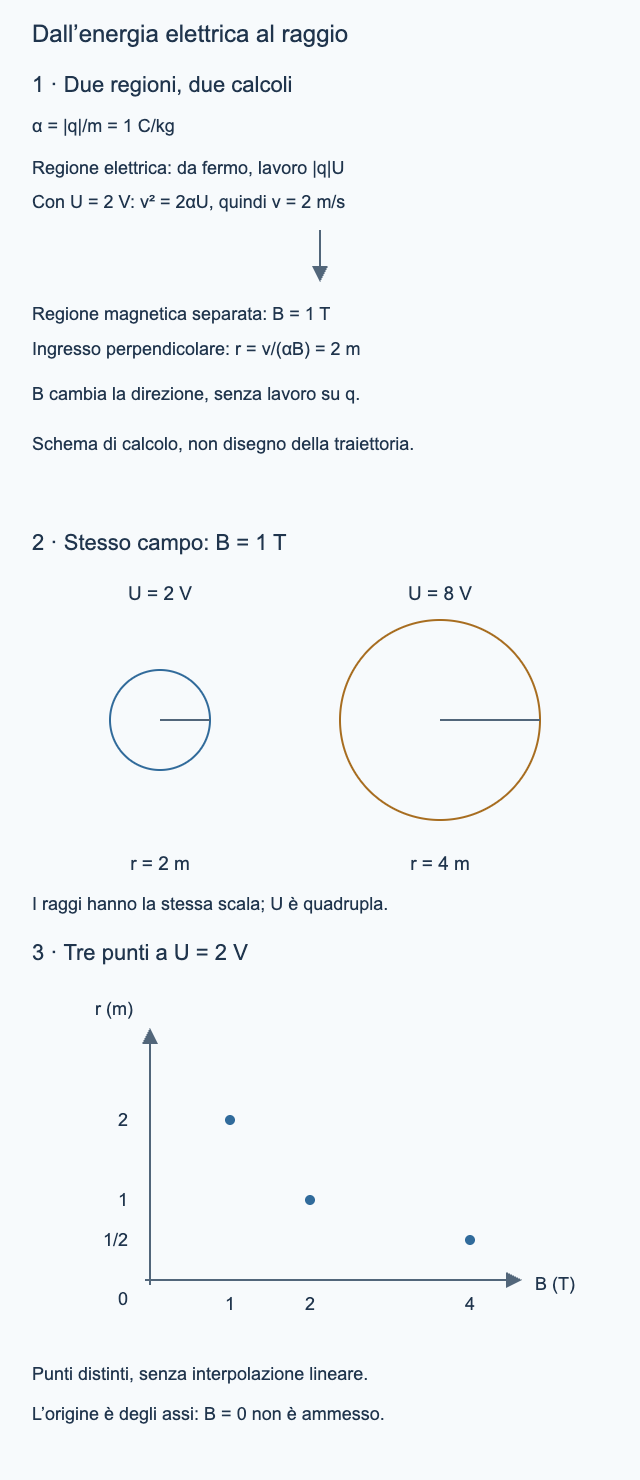 Dall’energia elettrica al raggio
1 · Due regioni, due calcoli
α = |q|/m = 1 C/kg
Regione elettrica: da fermo, lavoro |q|U
Con U = 2 V: v² = 2αU, quindi v = 2 m/s
Regione magnetica separata: B = 1 T
Ingresso perpendicolare: r = v/(αB) = 2 m
B cambia la direzione, senza lavoro su q.
Schema di calcolo, non disegno della traiettoria.
2 · Stesso campo: B = 1 T
U = 2 V
U = 8 V
r = 2 m
r = 4 m
I raggi hanno la stessa scala; U è quadrupla.
3 · Tre punti a U = 2 V
r (m)
2
1
1/2
0
1
2
4
B (T)
Punti distinti, senza interpolazione lineare.
L’origine è degli assi: B = 0 non è ammesso.